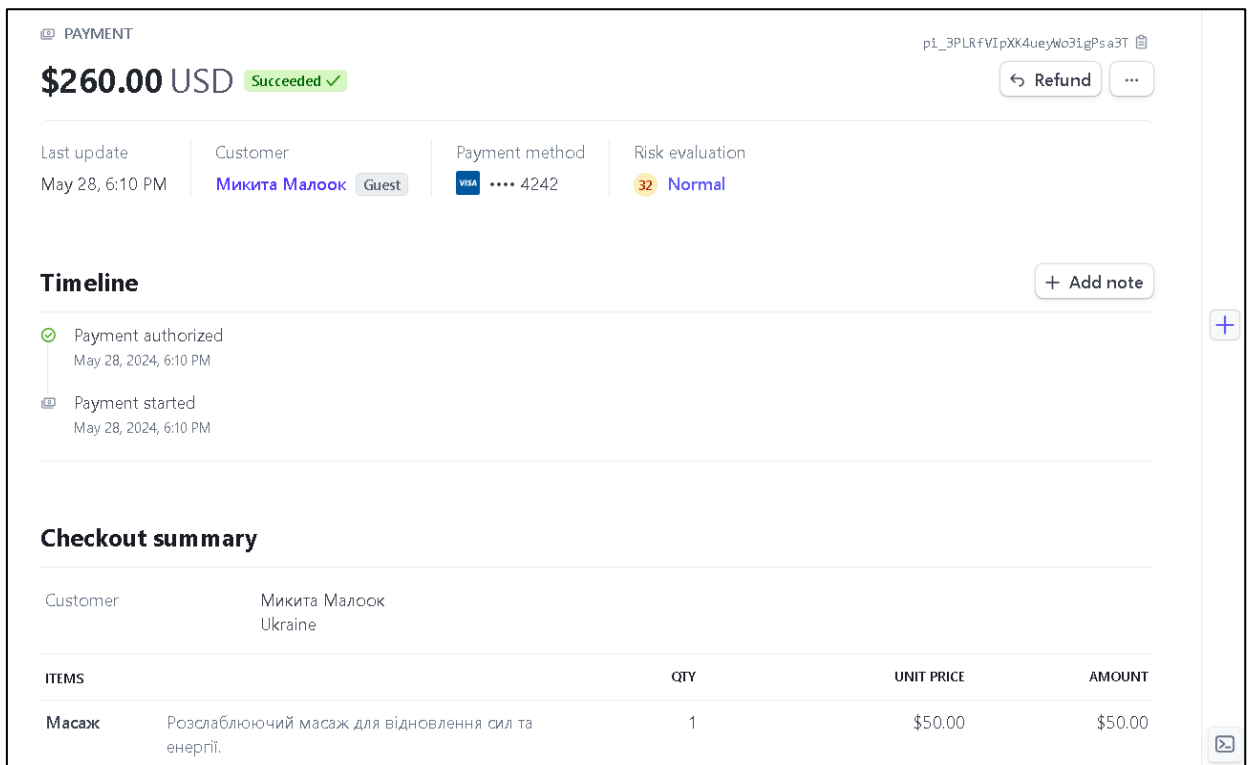 PAYMENT
pi_3PLRfVIpXK4ueyWo3igPsa3T
$260.00 USD Succeeded
Refund ...
Last update Customer Payment method Risk evaluation
May 28, 6:10 PM Микита Малоок Guest VISA •••• 4242 32 Normal
Timeline
+ Add note
Payment authorized
May 28, 2024, 6:10 PM
Payment started
May 28, 2024, 6:10 PM
Checkout summary
Customer Микита Малоок
Ukraine
ITEMS QTY UNIT PRICE AMOUNT
Масаж Розслаблюючий масаж для відновлення сил та 1 $50.00 $50.00
енергії.